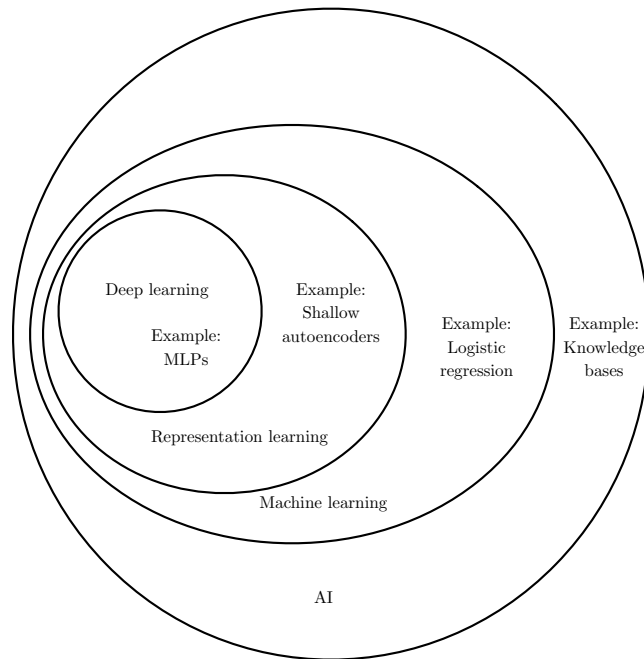 Deep learning
Example:
MLPs
Example:
Shallow
autoencoders
Example:
Logistic
regression
Example:
Knowledge
bases
Representation learning
Machine learning
AI